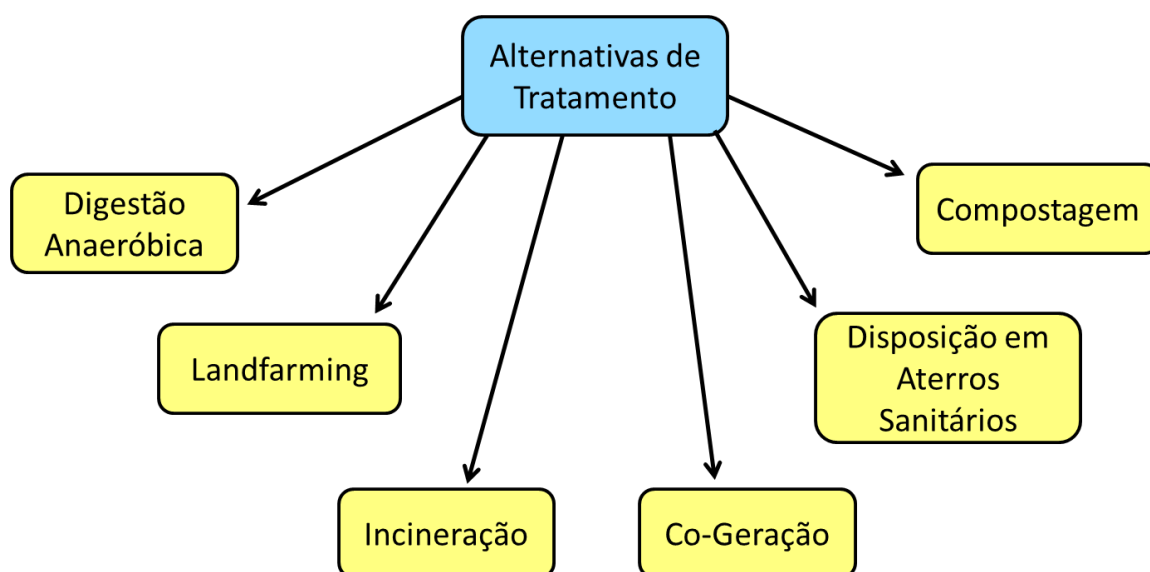 Alternativas de
Tratamento
Digestão
Anaeróbica
Compostagem
Landfarming
Disposição em
Aterros
Sanitários
Incineração
Co-Geração